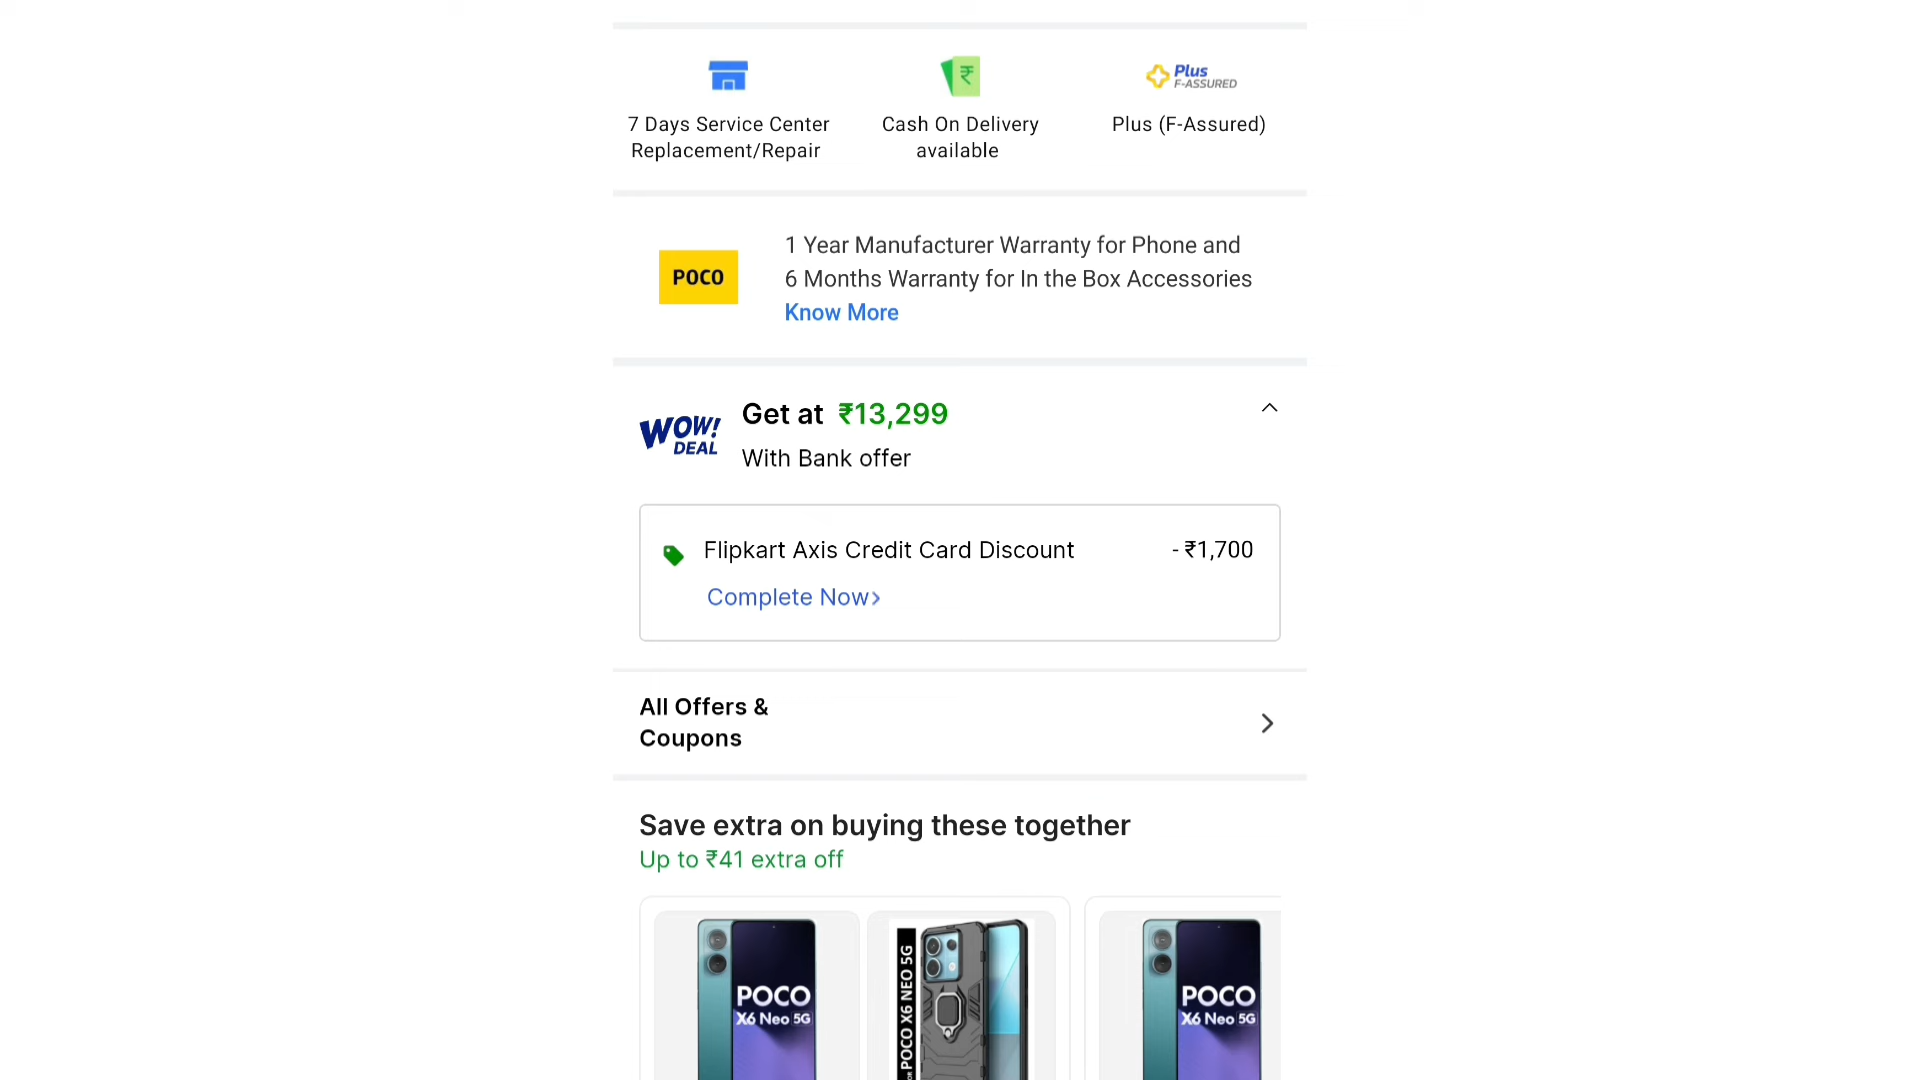 Plus
F-ASSURED
7 Days Service Center
Replacement/Repair
Cash On Delivery
available
Plus (F-Assured)
POCO
1 Year Manufacturer Warranty for Phone and
6 Months Warranty for In the Box Accessories
Know More
WOW!
DEAL
Get at ₹13,299
With Bank offer
Flipkart Axis Credit Card Discount
- ₹1,700
Complete Now
All Offers &
Coupons
Save extra on buying these together
Up to ₹41 extra off
POCO
X6 Neo 5G
POCO X6 NEO 5G
POCO
X6 Neo 5G